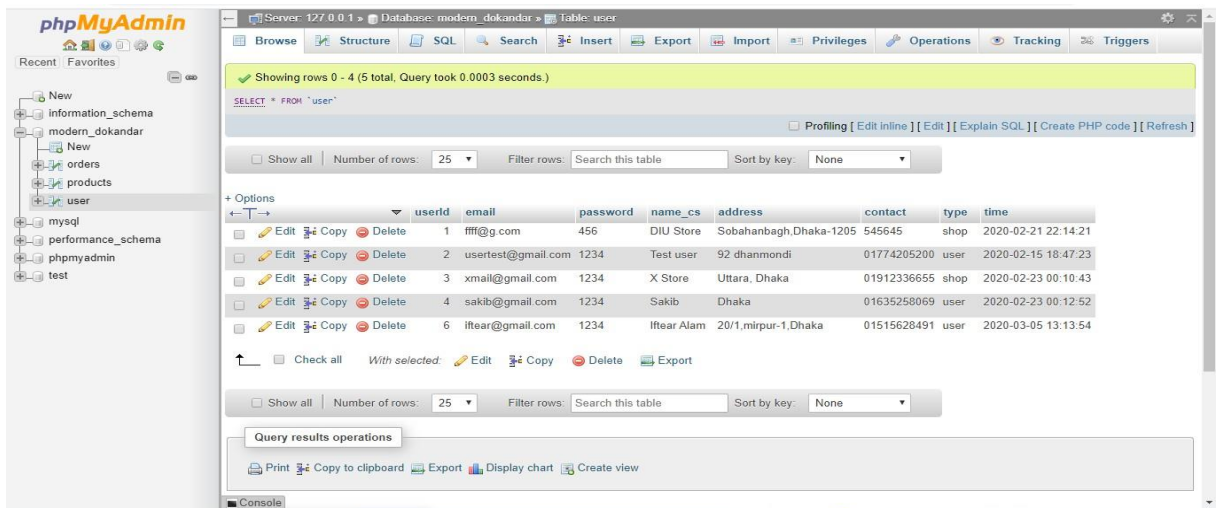 phpMyAdmin
Recent Favorites
New
information_schema
modern_dokandar
New
orders
products
user
mysql
performance_schema
phpmyadmin
test
Server: 127.0.0.1 » Database: modern_dokandar » Table: user
Browse Structure SQL Search Insert Export Import Privileges Operations Tracking Triggers
Showing rows 0 - 4 (5 total, Query took 0.0003 seconds.)
SELECT * FROM `user`
Profiling [ Edit inline ] [ Edit ] [ Explain SQL ] [ Create PHP code ] [ Refresh ]
Show all | Number of rows: 25 Filter rows: Search this table Sort by key: None
+ Options
←T→ userId email password name_cs address contact type time
Edit Copy Delete 1 ffff@g.com 456 DIU Store Sobahanbagh,Dhaka-1205 545645 shop 2020-02-21 22:14:21
Edit Copy Delete 2 usertest@gmail.com 1234 Test user 92 dhanmondi 01774205200 user 2020-02-15 18:47:23
Edit Copy Delete 3 xmail@gmail.com 1234 X Store Uttara, Dhaka 01912336655 shop 2020-02-23 00:10:43
Edit Copy Delete 4 sakib@gmail.com 1234 Sakib Dhaka 01635258069 user 2020-02-23 00:12:52
Edit Copy Delete 6 iftear@gmail.com 1234 Iftear Alam 20/1,mirpur-1,Dhaka 01515628491 user 2020-03-05 13:13:54
Check all With selected: Edit Copy Delete Export
Show all | Number of rows: 25 Filter rows: Search this table Sort by key: None
Query results operations
Print Copy to clipboard Export Display chart Create view
Console